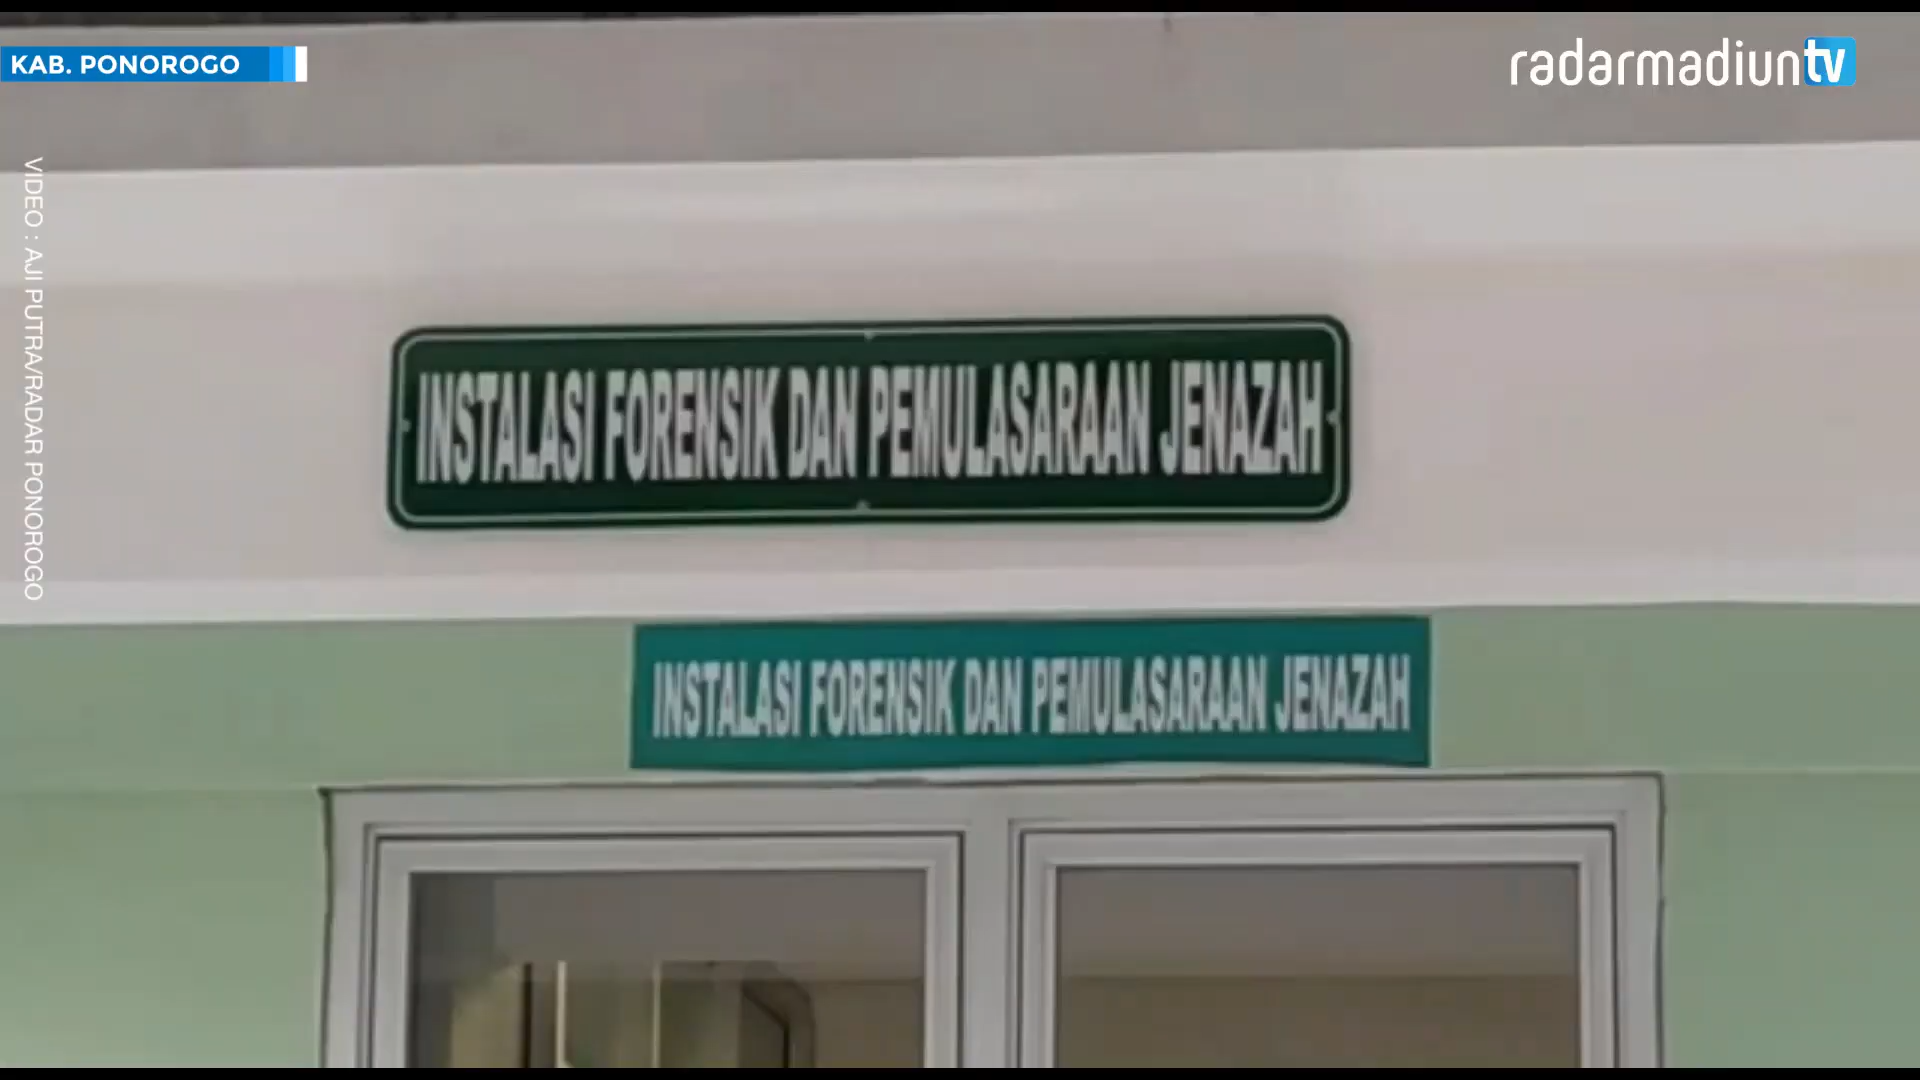 KAB. PONOROGO
radarmadiuntv
VIDEO : AJI PUTRA/RADAR PONOROGO
INSTALASI FORENSIK DAN PEMULASARAAN JENAZAH
INSTALASI FORENSIK DAN PEMULASARAAN JENAZAH